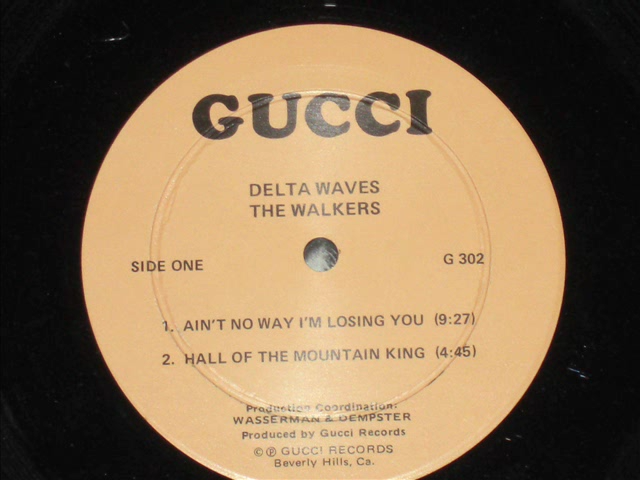 GUCCI
DELTA WAVES
THE WALKERS
SIDE ONE G 302
1. AIN'T NO WAY I'M LOSING YOU (9:27)
2. HALL OF THE MOUNTAIN KING (4:45)
Production Coordination:
WASSERMAN & DEMPSTER
Produced by Gucci Records
©℗ GUCCI RECORDS
Beverly Hills, Ca.